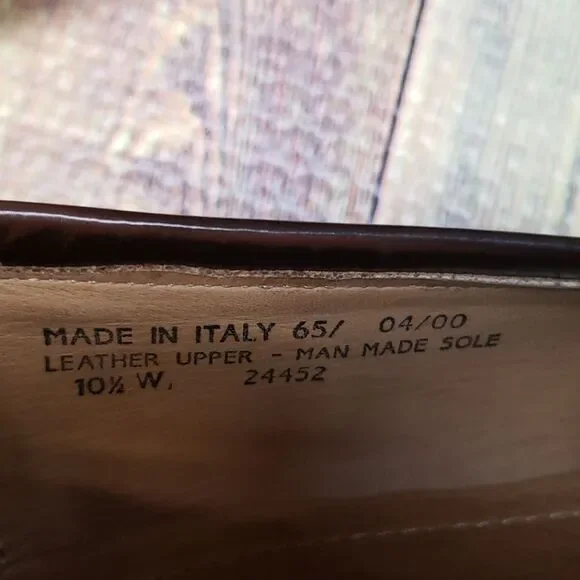 MADE IN ITALY 65/ 04/00
LEATHER UPPER - MAN MADE SOLE
10½ W, 24452